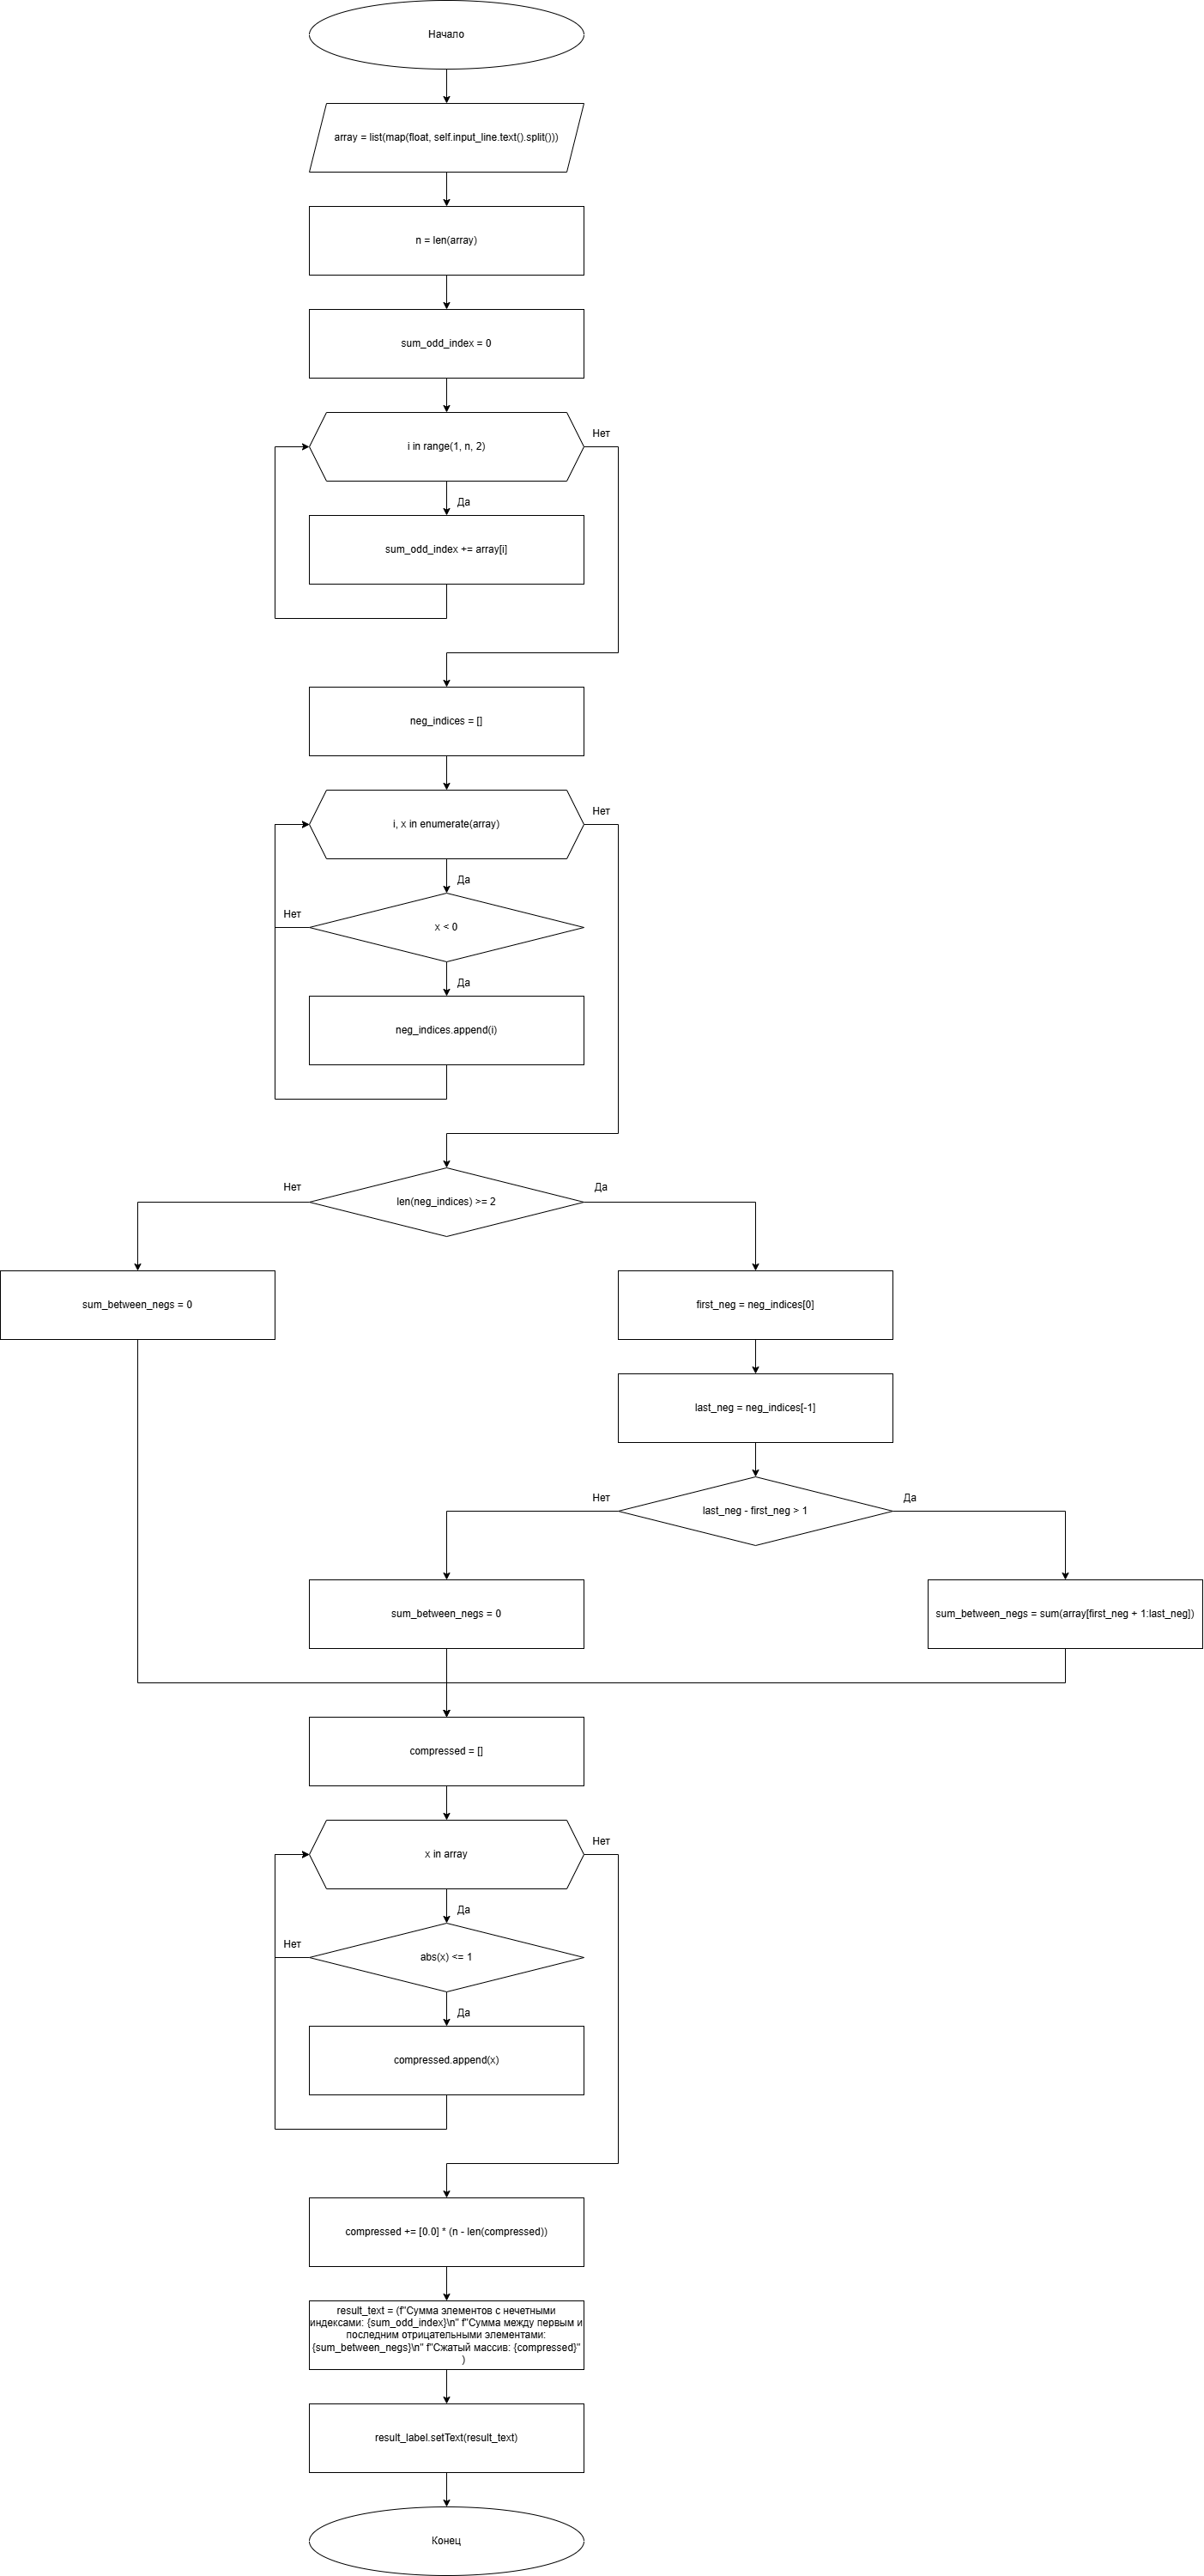 Начало
array = list(map(float, self.input_line.text().split()))
n = len(array)
sum_odd_index = 0
i in range(1, n, 2)
Нет
Да
sum_odd_index += array[i]
neg_indices = []
i, x in enumerate(array)
Нет
Да
x < 0
Нет
Да
neg_indices.append(i)
len(neg_indices) >= 2
Нет
Да
sum_between_negs = 0
first_neg = neg_indices[0]
last_neg = neg_indices[-1]
last_neg - first_neg > 1
Нет
Да
sum_between_negs = 0
sum_between_negs = sum(array[first_neg + 1:last_neg])
compressed = []
x in array
Нет
Да
abs(x) <= 1
Нет
Да
compressed.append(x)
compressed += [0.0] * (n - len(compressed))
result_text = (f"Сумма элементов с нечетными
индексами: {sum_odd_index}\n" f"Сумма между первым и
последним отрицательными элементами:
{sum_between_negs}\n" f"Сжатый массив: {compressed}"
)
result_label.setText(result_text)
Конец